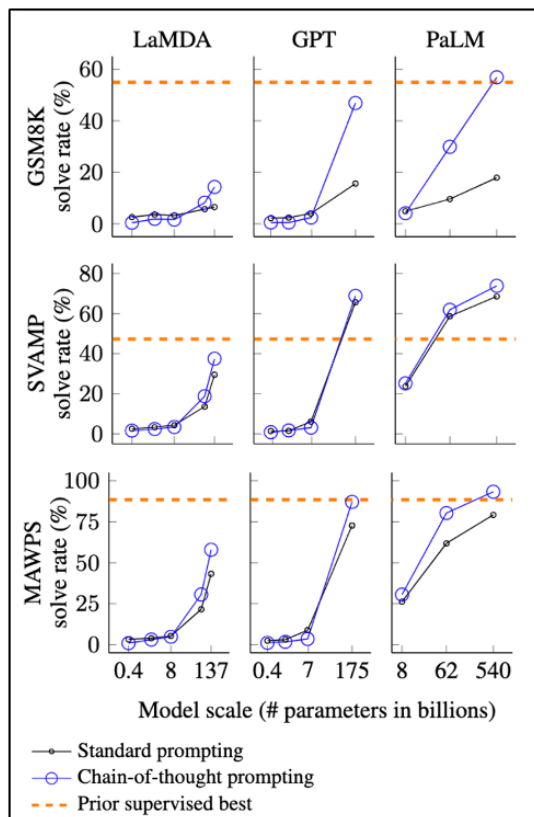 LaMDA GPT PaLM
GSM8K
solve rate (%)
60
40
20
0
SVAMP
solve rate (%)
80
60
40
20
0
MAWPS
solve rate (%)
100
75
50
25
0
0.4 8 137 0.4 7 175 8 62 540
Model scale (# parameters in billions)
Standard prompting
Chain-of-thought prompting
Prior supervised best